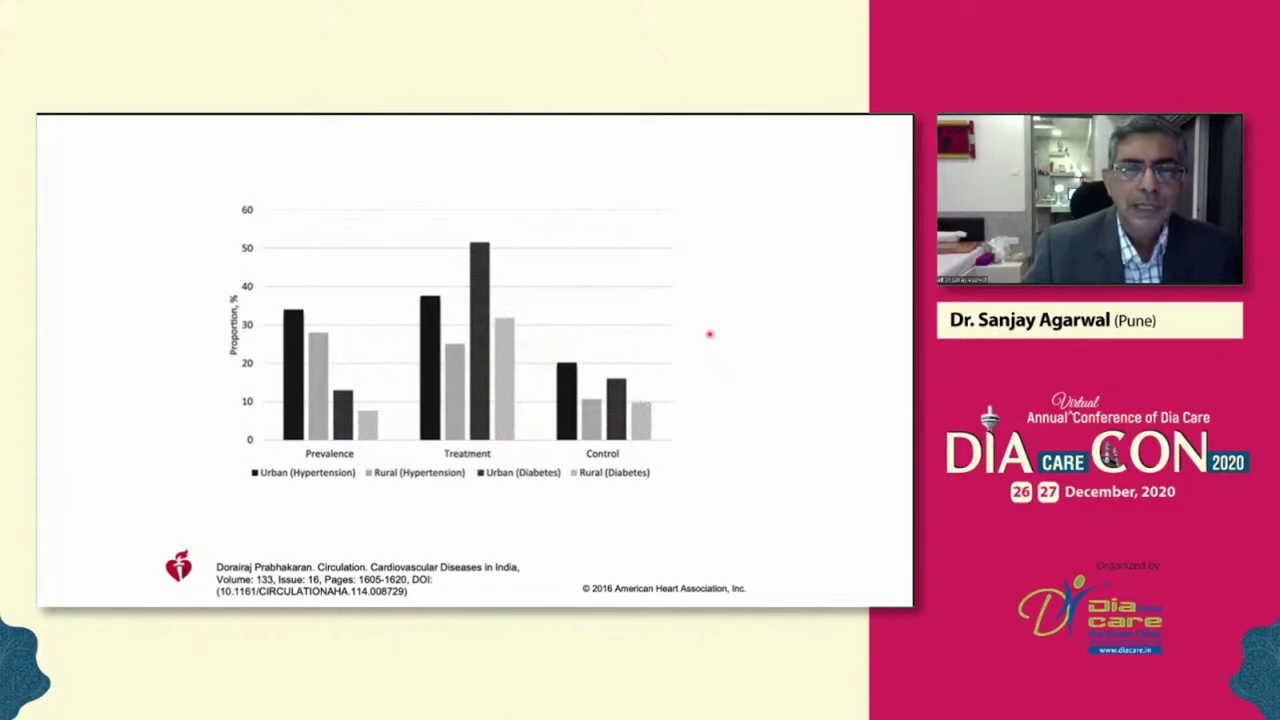 60
50
40
30
20
10
0
Proportion, %
Prevalence
Treatment
Control
Urban (Hypertension)
Rural (Hypertension)
Urban (Diabetes)
Rural (Diabetes)
Dorairaj Prabhakaran. Circulation. Cardiovascular Diseases in India,
Volume: 133, Issue: 16, Pages: 1605-1620, DOI:
(10.1161/CIRCULATIONAHA.114.008729)
© 2016 American Heart Association, Inc.
Dr. Sanjay Agarwal (Pune)
Virtual
Annual^Conference of Dia Care
DIA CARE CON 2020
26 27 December, 2020
Organized by
Dia
care
www.diacare.in